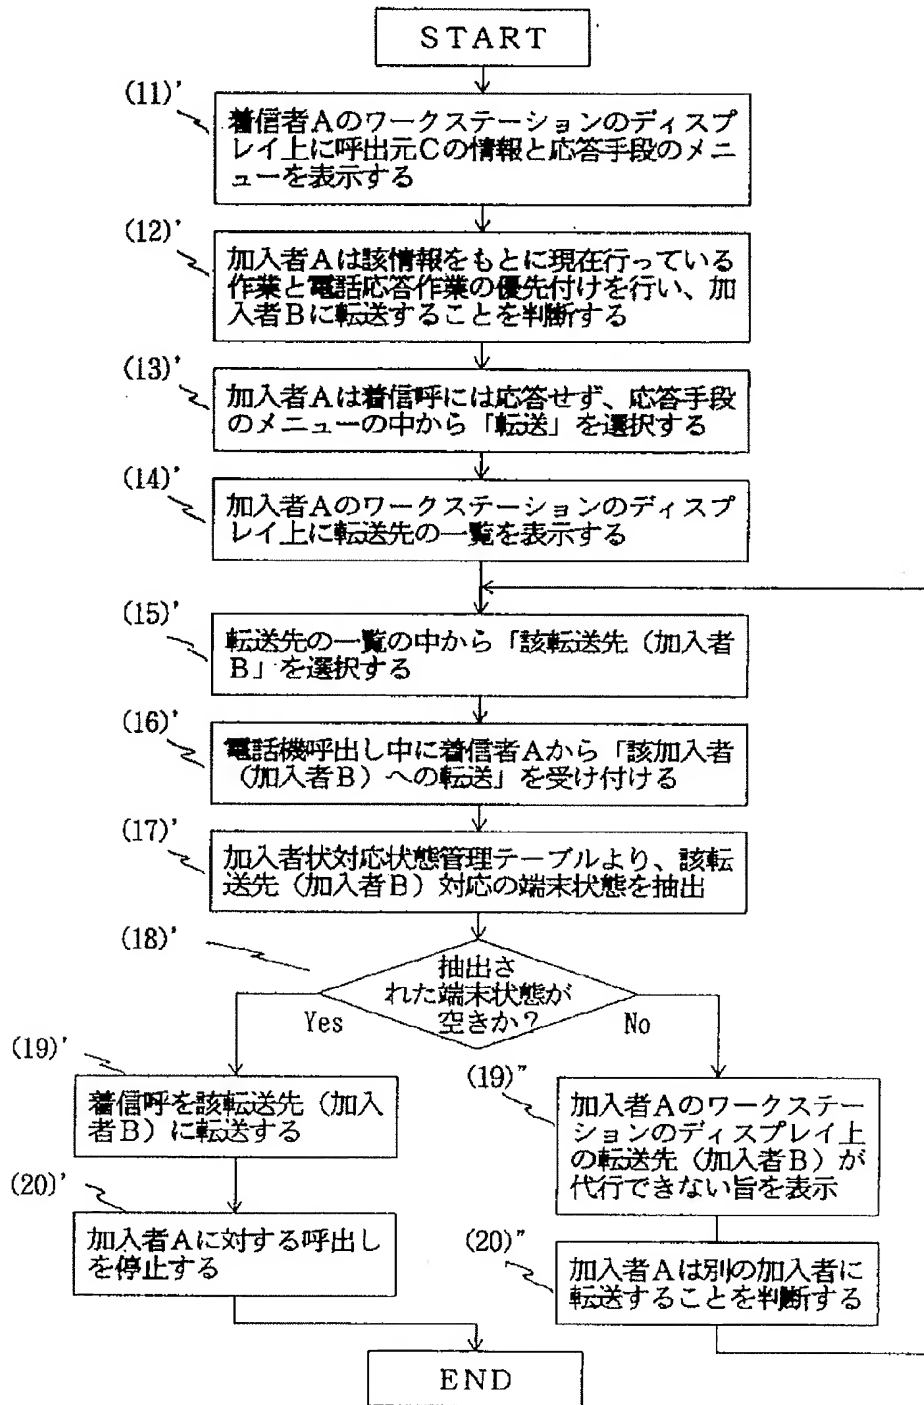 START
(11)'
着信者Aのワークステーションのディスプ
レイ上に呼出元Cの情報と応答手段のメニ
ューを表示する
(12)'
加入者Aは該情報をもとに現在行っている
作業と電話応答作業の優先付けを行い、加
入者Bに転送することを判断する
(13)'
加入者Aは着信呼には応答せず、応答手段
のメニューの中から「転送」を選択する
(14)'
加入者Aのワークステーションのディスプ
レイ上に転送先の一覧を表示する
(15)'
転送先の一覧の中から「該転送先（加入者
B」を選択する
(16)'
電話機呼出し中に着信者Aから「該加入者
（加入者B）への転送」を受け付ける
(17)'
加入者状対応状態管理テーブルより、該転
送先（加入者B）対応の端末状態を抽出
(18)'
抽出さ
れた端末状態が
空きか？
Yes
No
(19)'
着信呼を該転送先（加入
者B）に転送する
(20)'
加入者Aに対する呼出し
を停止する
(19)"
加入者Aのワークステー
ションのディスプレイ上
の転送先（加入者B）が
代行できない旨を表示
(20)"
加入者Aは別の加入者に
転送することを判断する
END